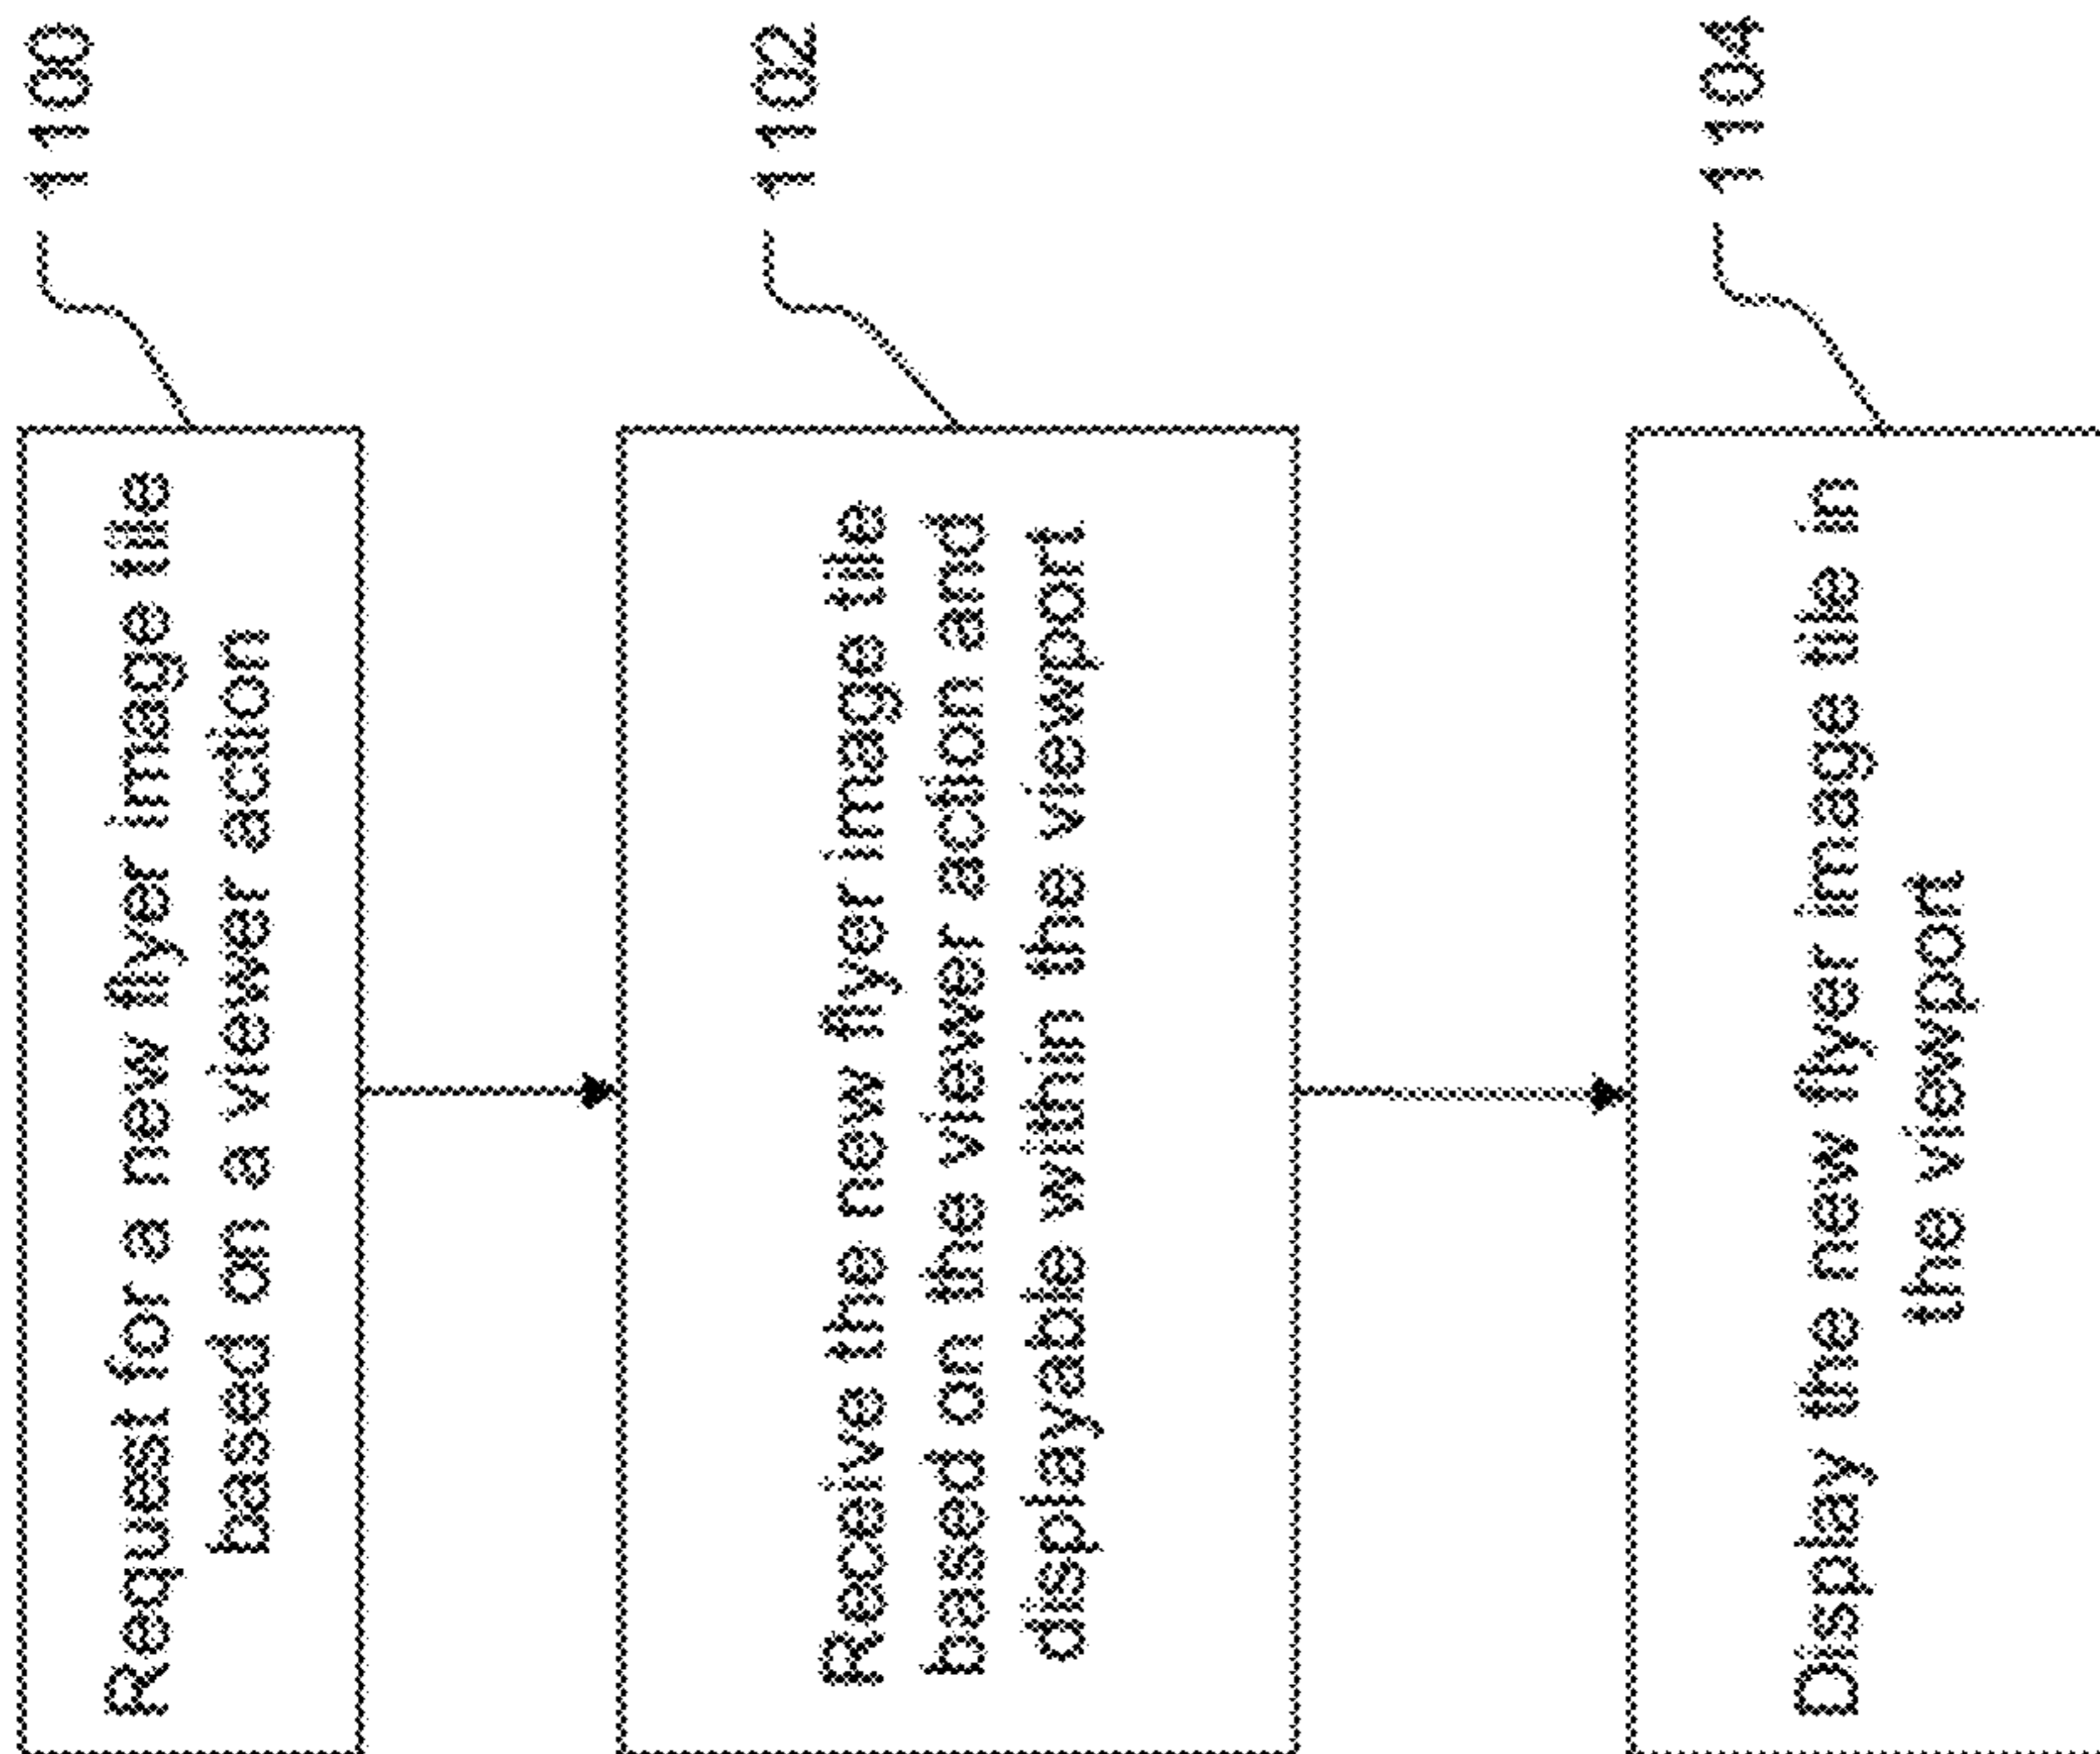 Request for a new flyer image tile
based on a viewer action
1100
Receive the new flyer image tile
based on the viewer action and
displayable within the viewport
1102
Display the new flyer image tile in
the viewport
1104